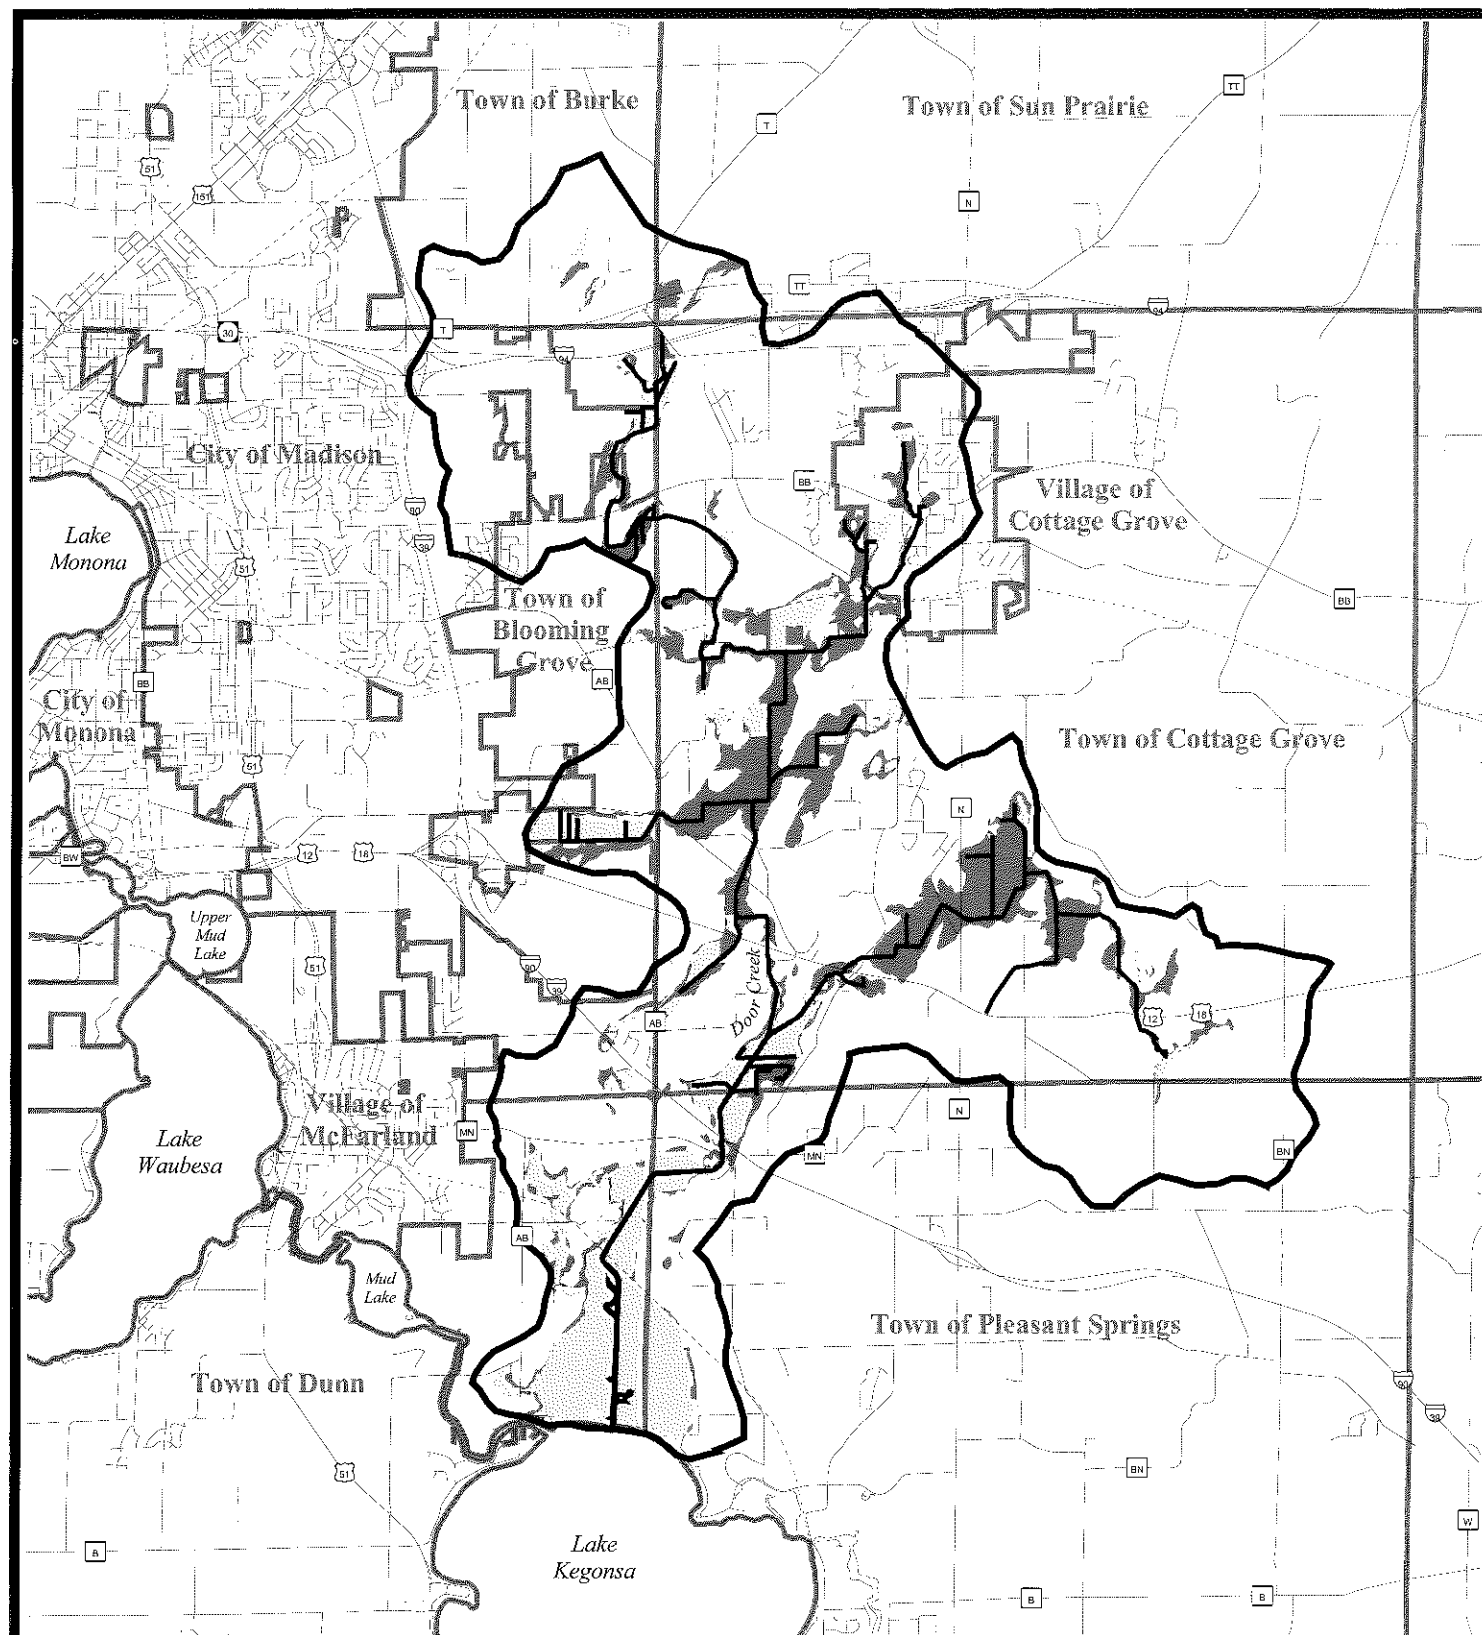 Town of Burke
Town of Sun Prairie
TT
T
51
151
N
TT
94
30
T
94
City of Madison
BB
Village of
Cottage Grove
90
39
Lake
Monona
51
Town of
Blooming
Grove
BB
AB
BB
City of
Monona
Town of Cottage Grove
51
N
BW
12
18
Upper
Mud
Lake
51
90
39
Door Creek
AB
12
18
Village of
McFarland
MN
N
Lake
Waubesa
MN
BN
AB
Mud
Lake
Town of Pleasant Springs
Town of Dunn
90
39
51
BN
W
B
Lake
Kegonsa
B
B